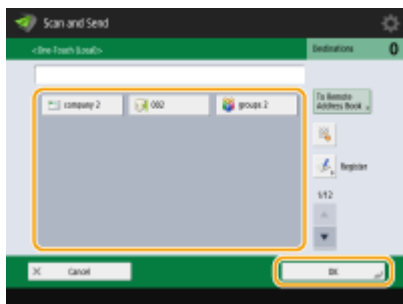 Scan and Send
<One-Touch (Local)>
Destinations 0
company 2
002
groups 2
To Remote
Address Book
Register
1/12
Cancel
OK